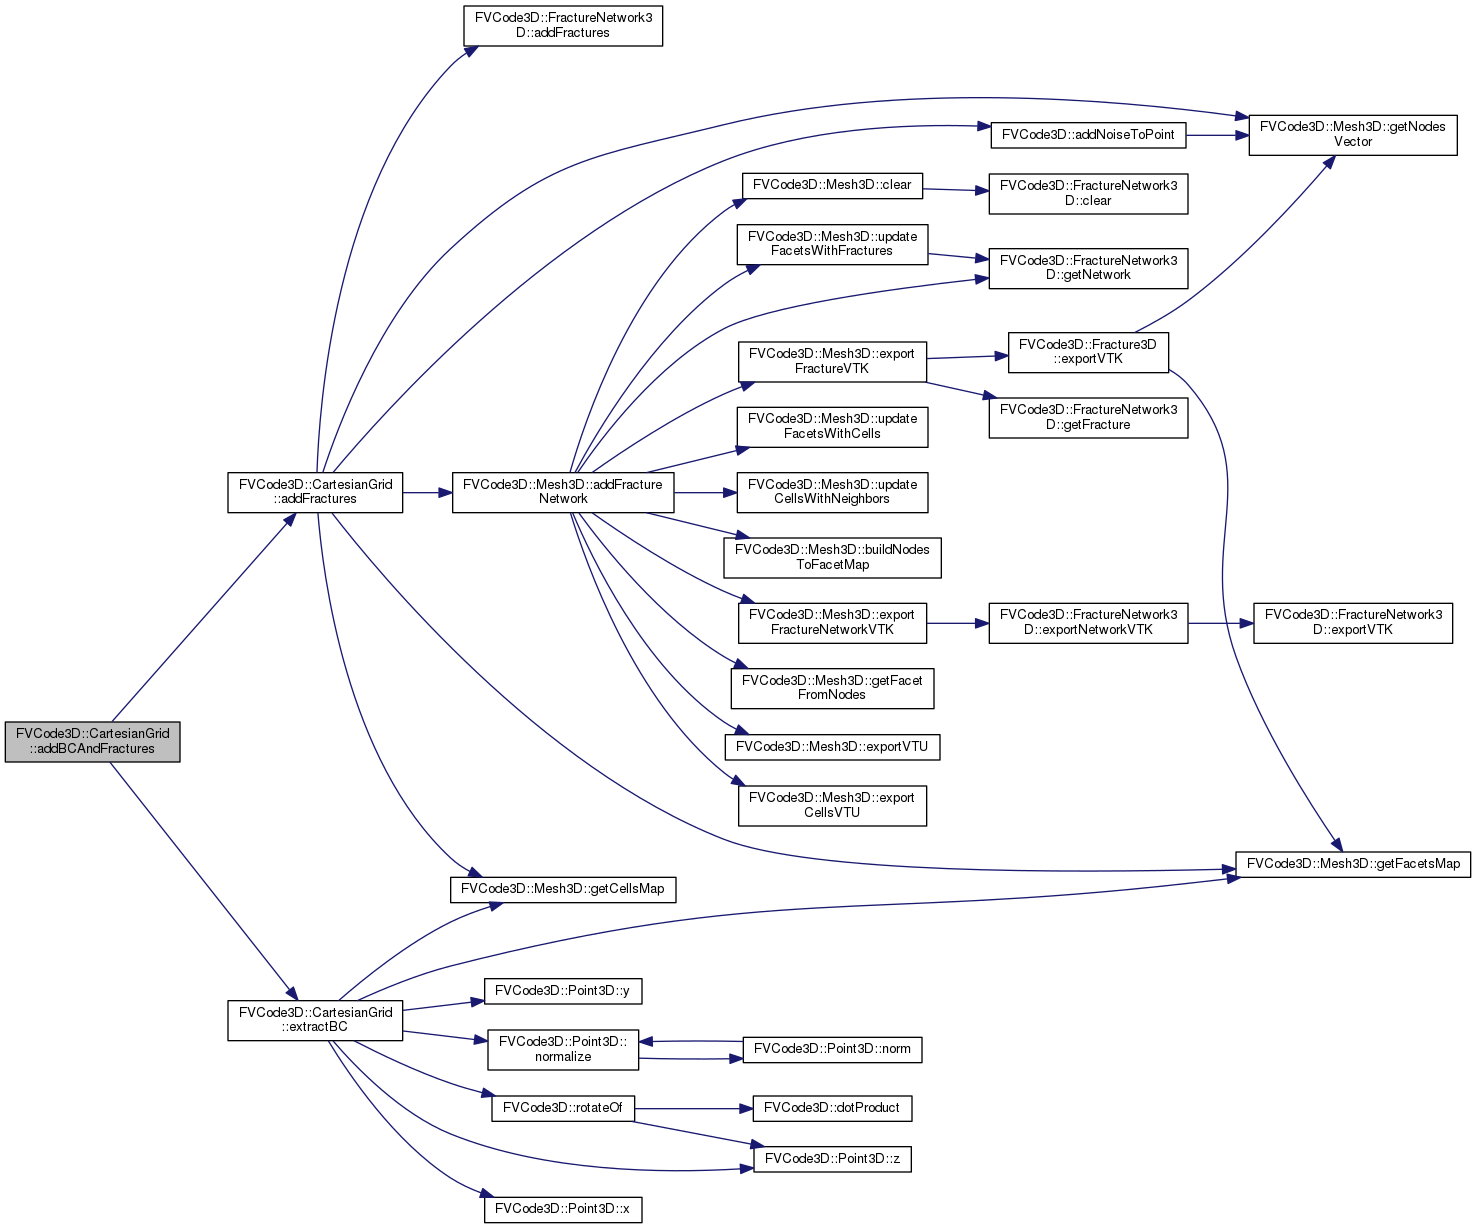 FVCode3D::FractureNetwork3
D::addFractures
FVCode3D::Mesh3D::getNodes
Vector
FVCode3D::addNoiseToPoint
FVCode3D::Mesh3D::clear
FVCode3D::FractureNetwork3
D::clear
FVCode3D::Mesh3D::update
FacetsWithFractures
FVCode3D::FractureNetwork3
D::getNetwork
FVCode3D::Mesh3D::export
FractureVTK
FVCode3D::Fracture3D
::exportVTK
FVCode3D::FractureNetwork3
D::getFracture
FVCode3D::Mesh3D::update
FacetsWithCells
FVCode3D::CartesianGrid
::addFractures
FVCode3D::Mesh3D::addFracture
Network
FVCode3D::Mesh3D::update
CellsWithNeighbors
FVCode3D::Mesh3D::buildNodes
ToFacetMap
FVCode3D::Mesh3D::export
FractureNetworkVTK
FVCode3D::FractureNetwork3
D::exportNetworkVTK
FVCode3D::FractureNetwork3
D::exportVTK
FVCode3D::Mesh3D::getFacet
FromNodes
FVCode3D::CartesianGrid
::addBCAndFractures
FVCode3D::Mesh3D::exportVTU
FVCode3D::Mesh3D::export
CellsVTU
FVCode3D::Mesh3D::getFacetsMap
FVCode3D::Mesh3D::getCellsMap
FVCode3D::CartesianGrid
::extractBC
FVCode3D::Point3D::y
FVCode3D::Point3D::
normalize
FVCode3D::Point3D::norm
FVCode3D::rotateOf
FVCode3D::dotProduct
FVCode3D::Point3D::z
FVCode3D::Point3D::x